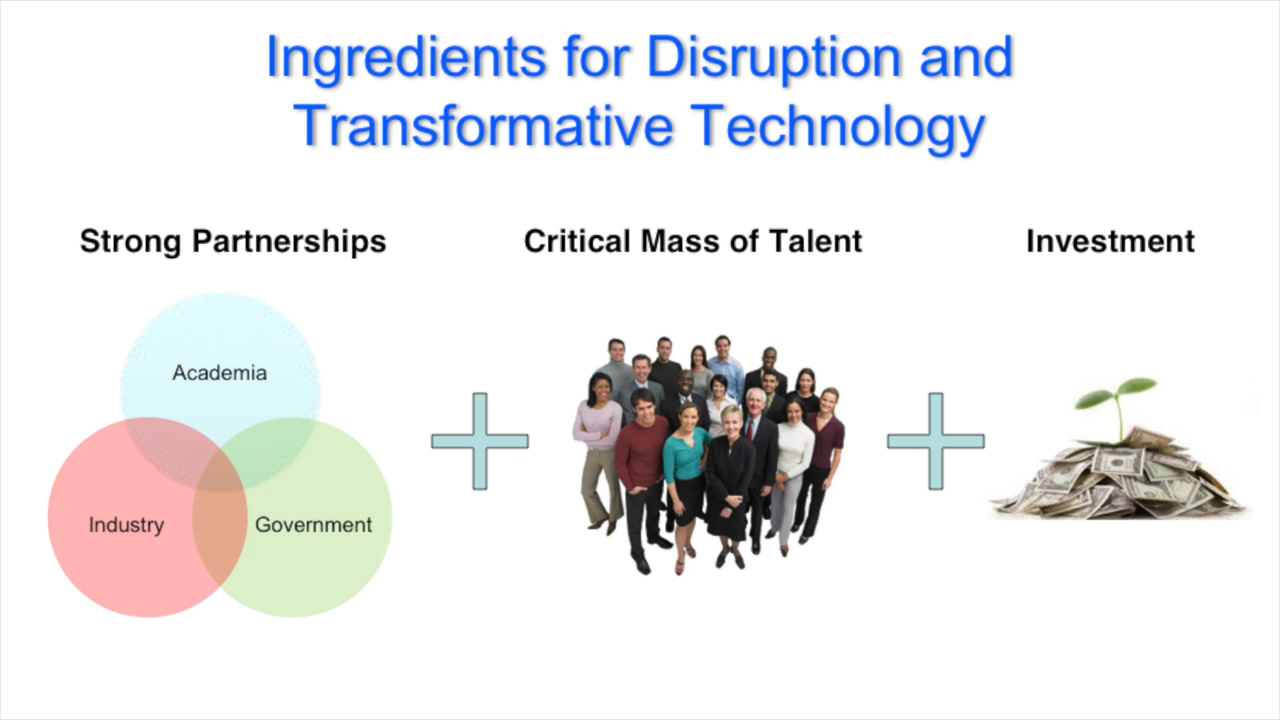 Ingredients for Disruption and
Transformative Technology
Strong Partnerships
Critical Mass of Talent
Investment
Academia
Industry
Government